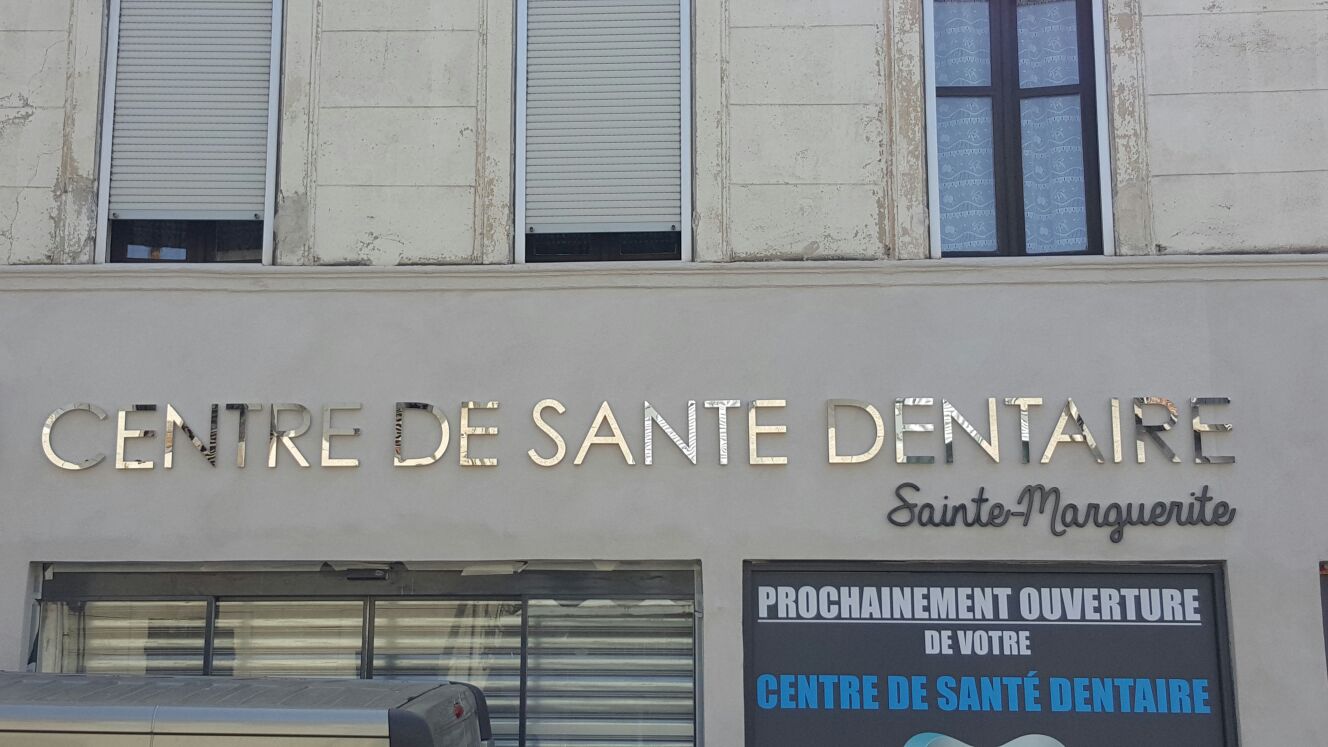 CENTRE DE SANTE DENTAIRE
Sainte-Marguerite
PROCHAINEMENT OUVERTURE
DE VOTRE
CENTRE DE SANTÉ DENTAIRE